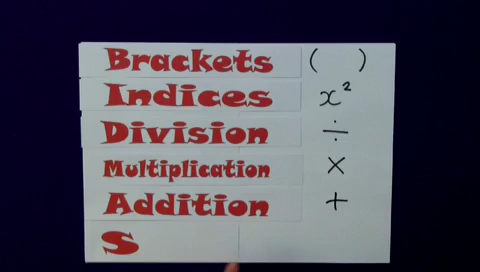 Brackets ( )
Indices x²
Division ÷
Multiplication ×
Addition +
S